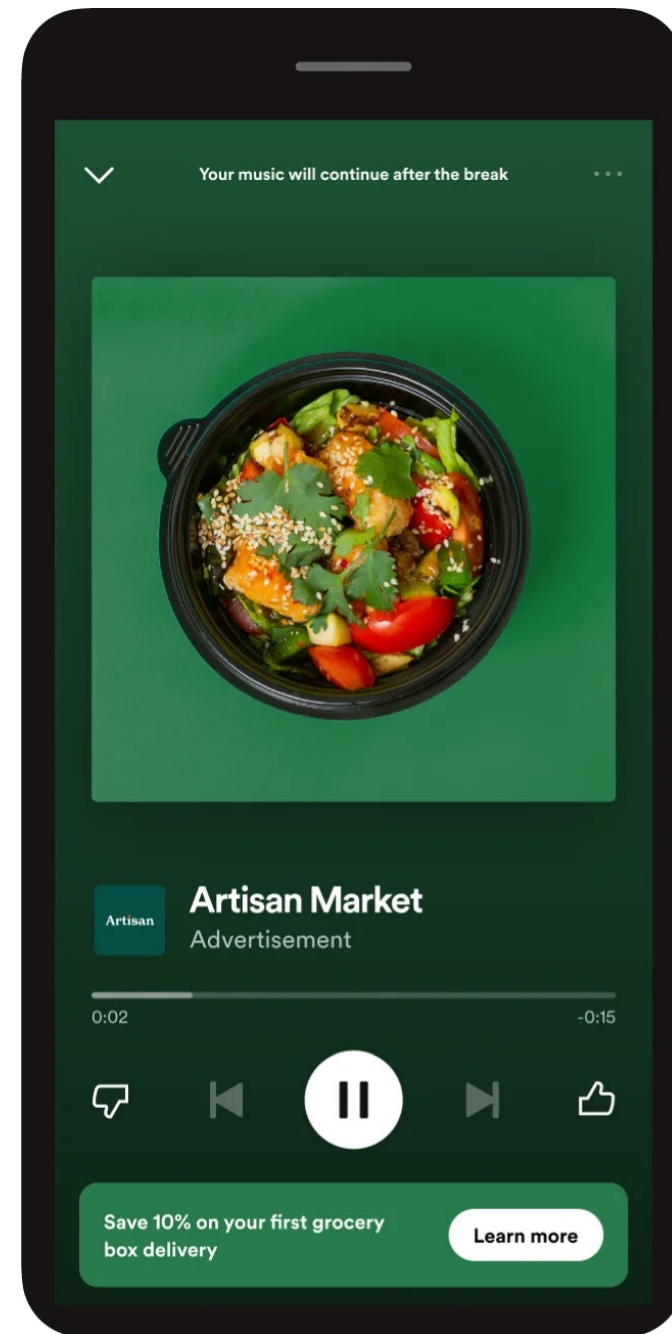 Your music will continue after the break
Artisan
Artisan Market
Advertisement
0:02
-0:15
Save 10% on your first grocery
box delivery
Learn more